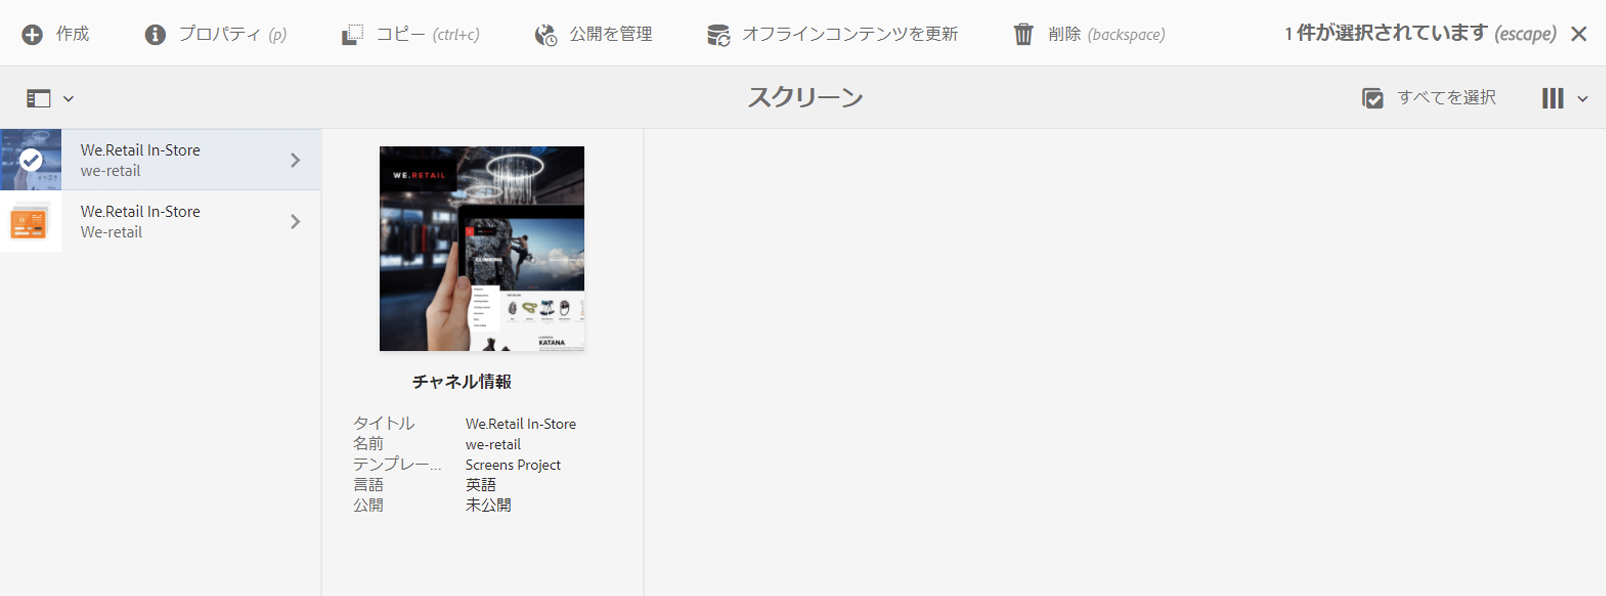 作成 プロパティ (p) コピー (ctrl+c) 公開を管理 オフラインコンテンツを更新 削除 (backspace) 1 件が選択されています (escape)
スクリーン すべてを選択
We.Retail In-Store
we-retail
We.Retail In-Store
We-retail
WE.RETAIL
CLIMBING
KATANA
チャネル情報
タイトル We.Retail In-Store
名前 we-retail
テンプレー... Screens Project
言語 英語
公開 未公開